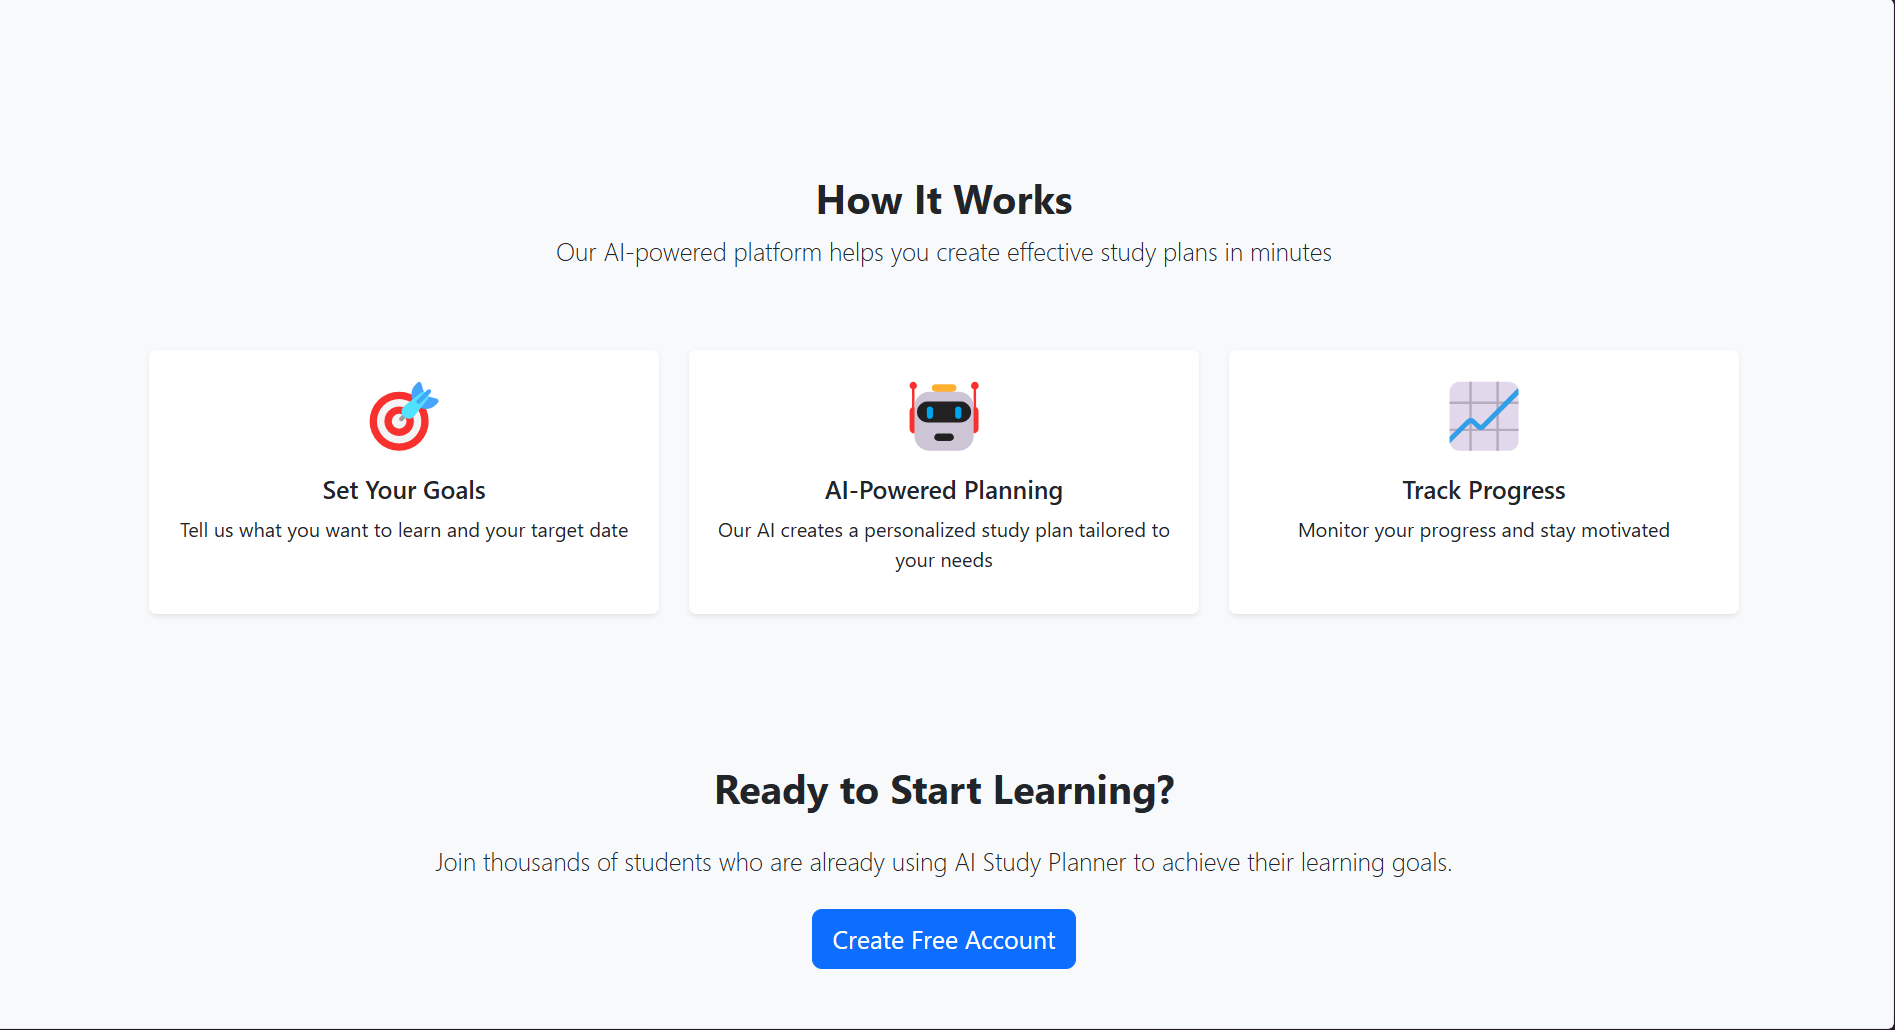 How It Works
Our AI-powered platform helps you create effective study plans in minutes
Set Your Goals
Tell us what you want to learn and your target date
AI-Powered Planning
Our AI creates a personalized study plan tailored to
your needs
Track Progress
Monitor your progress and stay motivated
Ready to Start Learning?
Join thousands of students who are already using AI Study Planner to achieve their learning goals.
Create Free Account